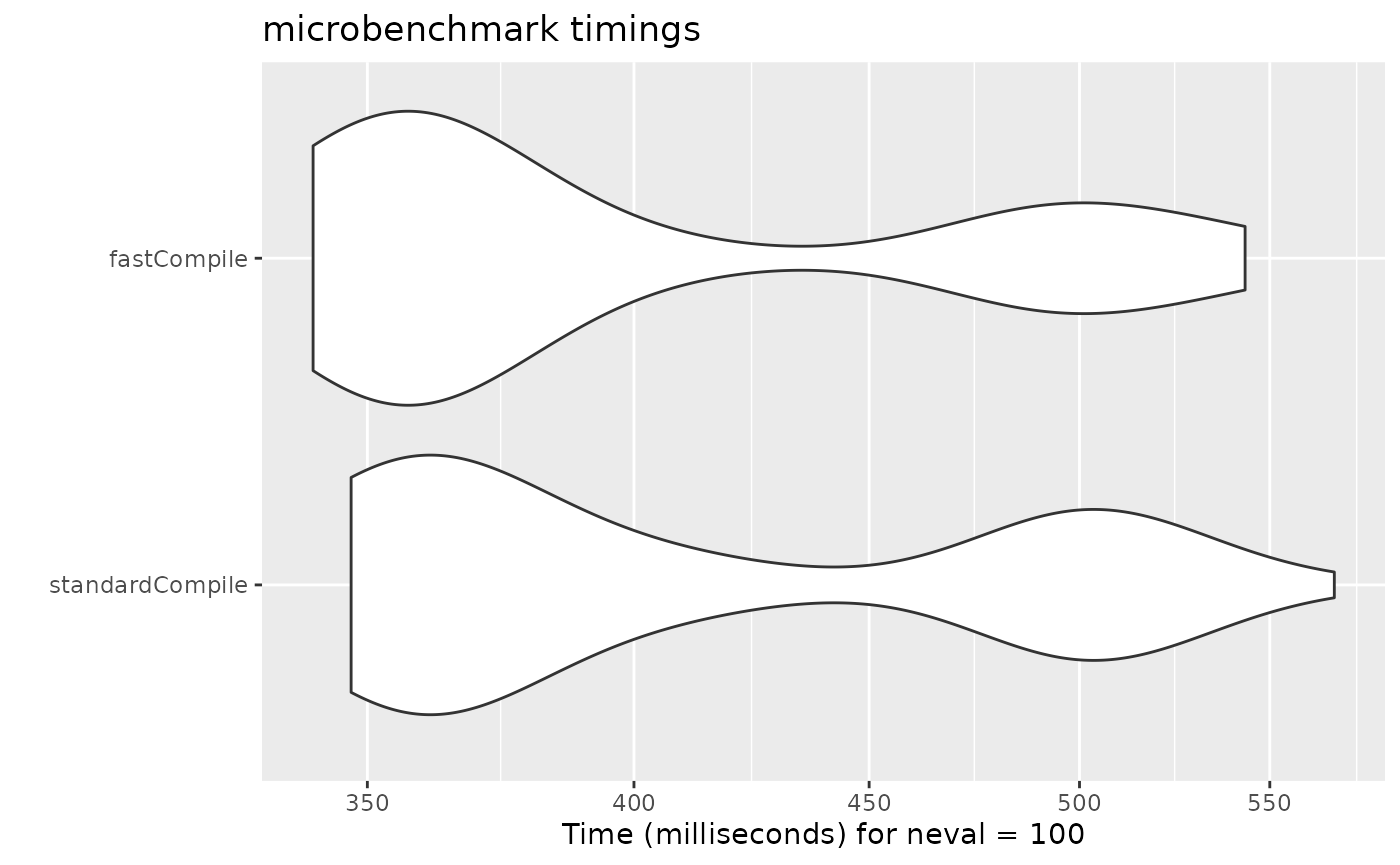 microbenchmark timings
fastCompile
standardCompile
350 400 450 500 550
Time (milliseconds) for neval = 100